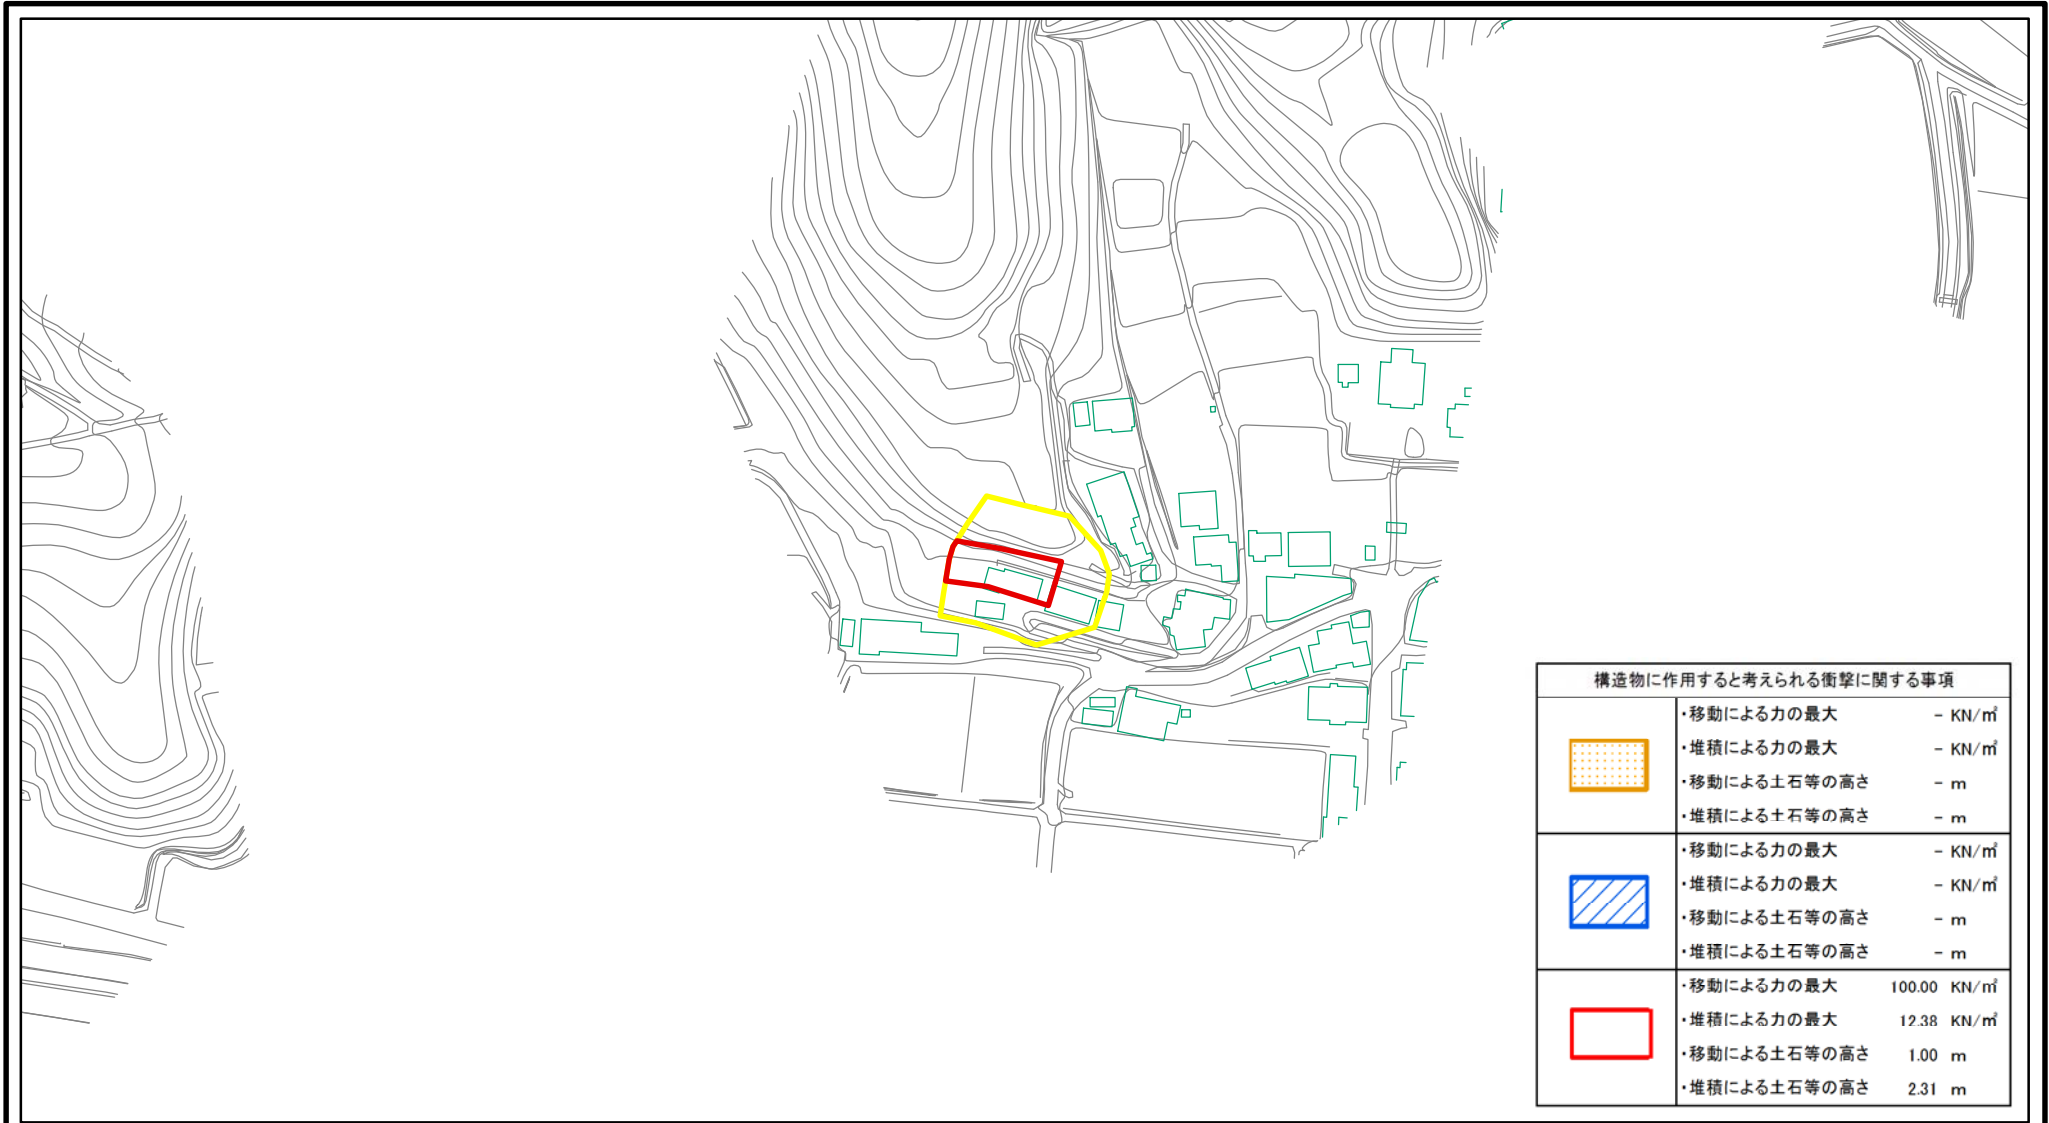 構造物に作用すると考えられる衝撃に関する事項
・移動による力の最大 - KN/㎡
・堆積による力の最大 - KN/㎡
・移動による土石等の高さ - m
・堆積による土石等の高さ - m
・移動による力の最大 - KN/㎡
・堆積による力の最大 - KN/㎡
・移動による土石等の高さ - m
・堆積による土石等の高さ - m
・移動による力の最大 100.00 KN/㎡
・堆積による力の最大 12.38 KN/㎡
・移動による土石等の高さ 1.00 m
・堆積による土石等の高さ 2.31 m